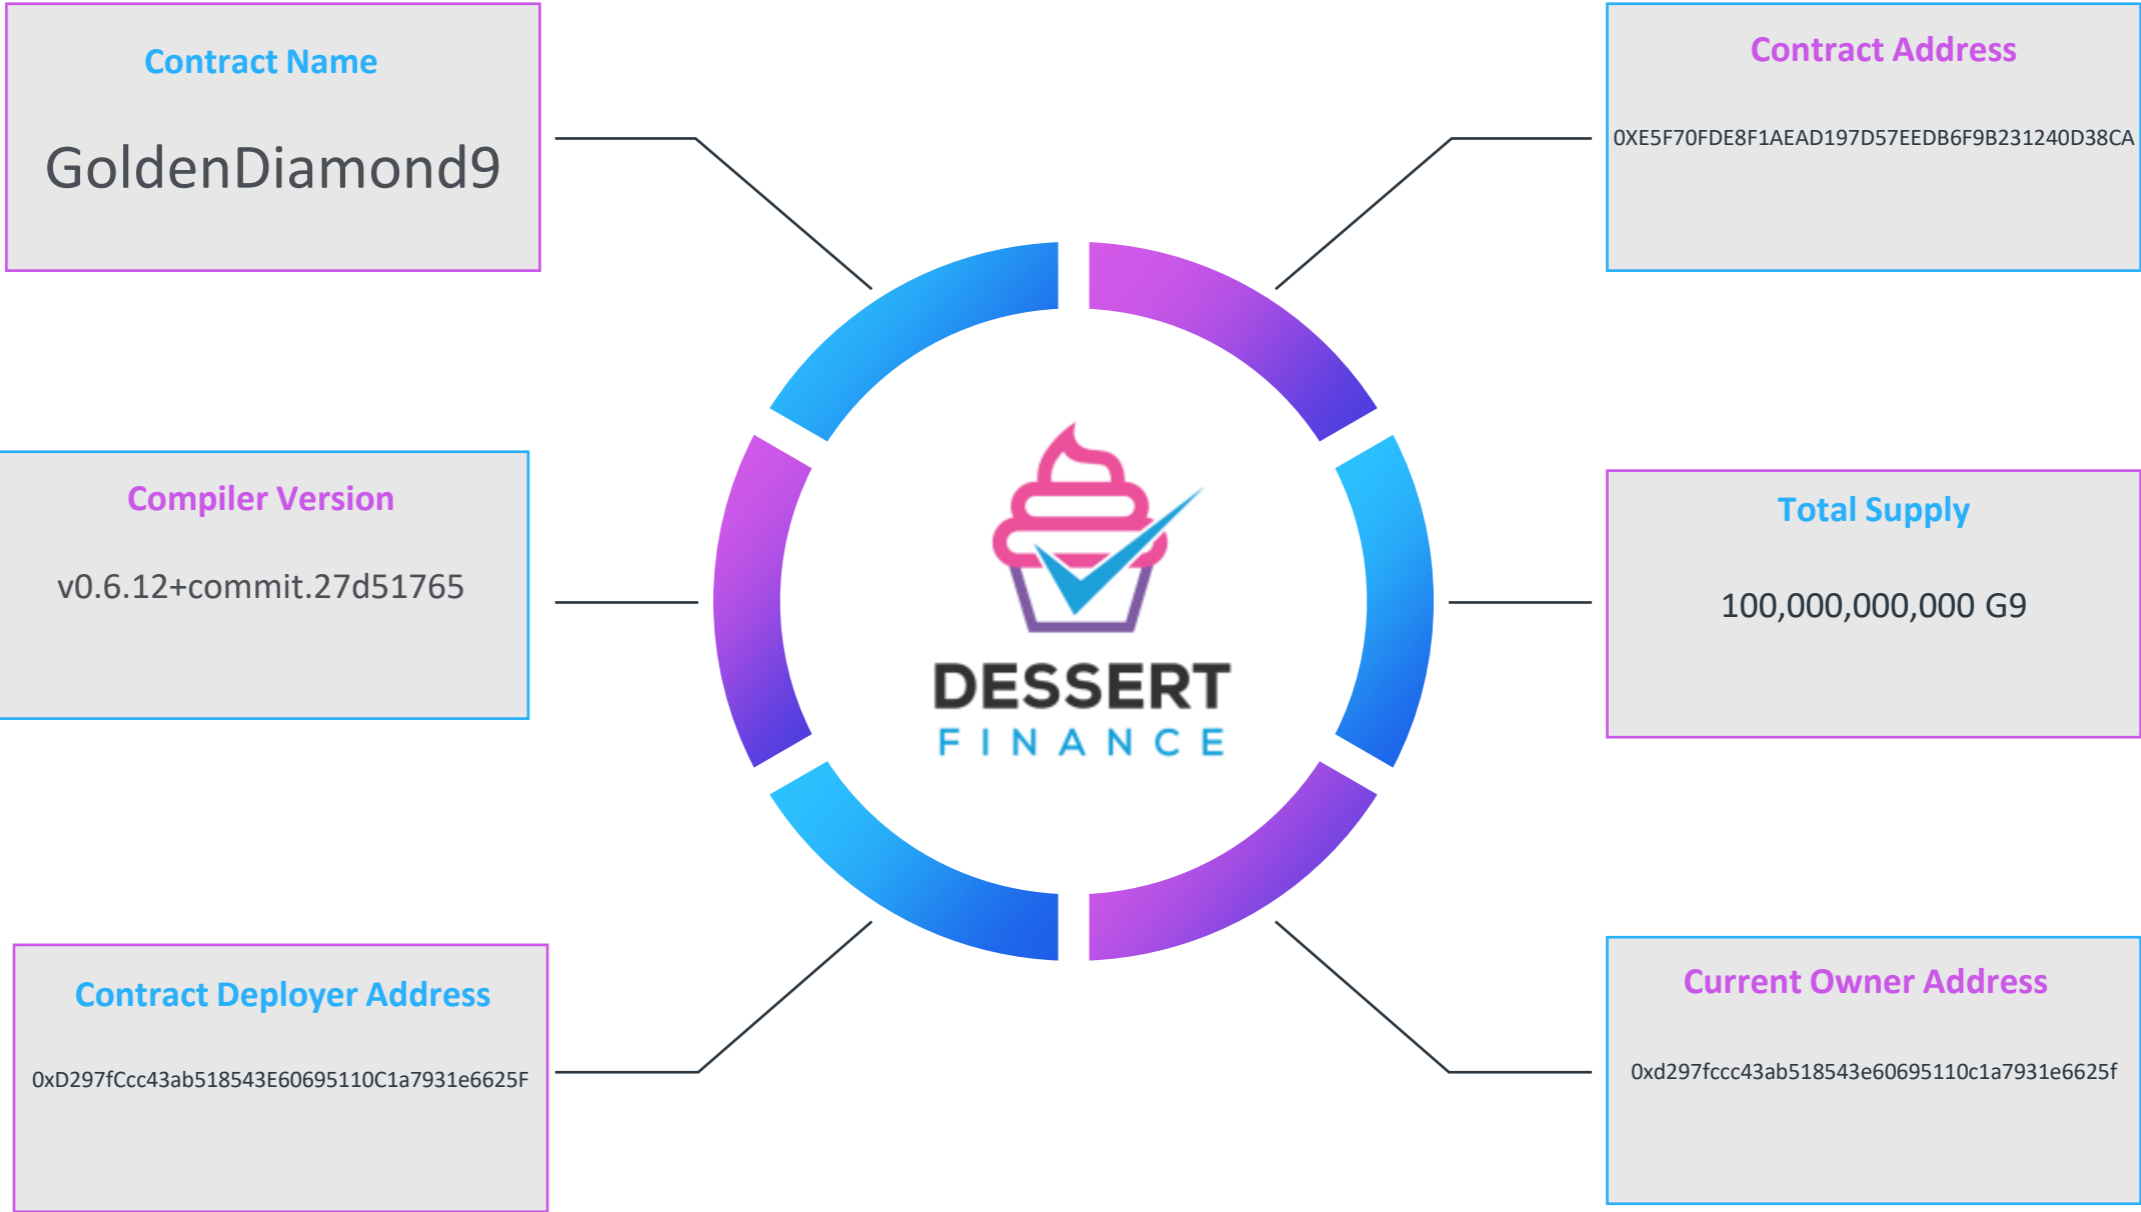 Contract Name
GoldenDiamond9
Contract Address
0XE5F70FDE8F1AEAD197D57EEDB6F9B231240D38CA
Compiler Version
v0.6.12+commit.27d51765
Total Supply
100,000,000,000 G9
DESSERT
FINANCE
Contract Deployer Address
0xD297fCcc43ab518543E60695110C1a7931e6625F
Current Owner Address
0xd297fccc43ab518543e60695110c1a7931e6625f